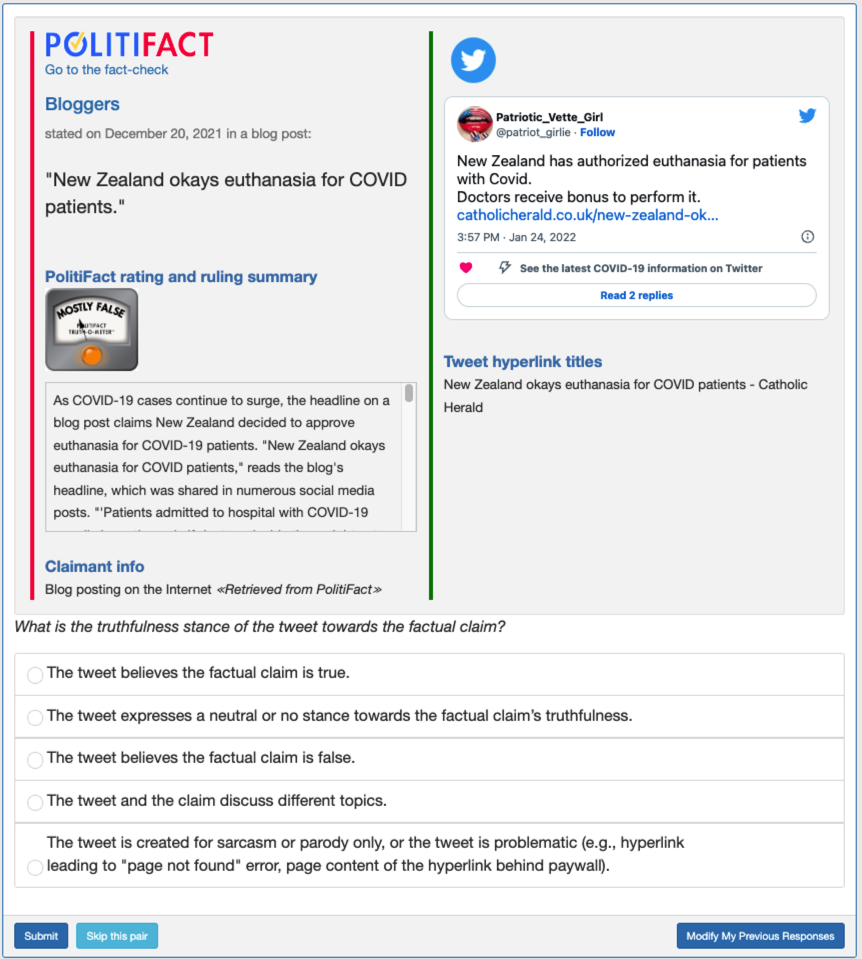 POLITIFACT
Go to the fact-check
Bloggers
stated on December 20, 2021 in a blog post:
"New Zealand okays euthanasia for COVID
patients."
PolitiFact rating and ruling summary
MOSTLY FALSE
POLITIFACT
TRUTH-O-METER™
As COVID-19 cases continue to surge, the headline on a
blog post claims New Zealand decided to approve
euthanasia for COVID-19 patients. "New Zealand okays
euthanasia for COVID patients," reads the blog's
headline, which was shared in numerous social media
posts. "'Patients admitted to hospital with COVID-19
Claimant info
Blog posting on the Internet «Retrieved from PolitiFact»
Patriotic_Vette_Girl
@patriot_girlie · Follow
New Zealand has authorized euthanasia for patients
with Covid.
Doctors receive bonus to perform it.
catholicherald.co.uk/new-zealand-ok...
3:57 PM · Jan 24, 2022
See the latest COVID-19 information on Twitter
Read 2 replies
Tweet hyperlink titles
New Zealand okays euthanasia for COVID patients - Catholic
Herald
What is the truthfulness stance of the tweet towards the factual claim?
The tweet believes the factual claim is true.
The tweet expresses a neutral or no stance towards the factual claim's truthfulness.
The tweet believes the factual claim is false.
The tweet and the claim discuss different topics.
The tweet is created for sarcasm or parody only, or the tweet is problematic (e.g., hyperlink
leading to "page not found" error, page content of the hyperlink behind paywall).
Submit
Skip this pair
Modify My Previous Responses